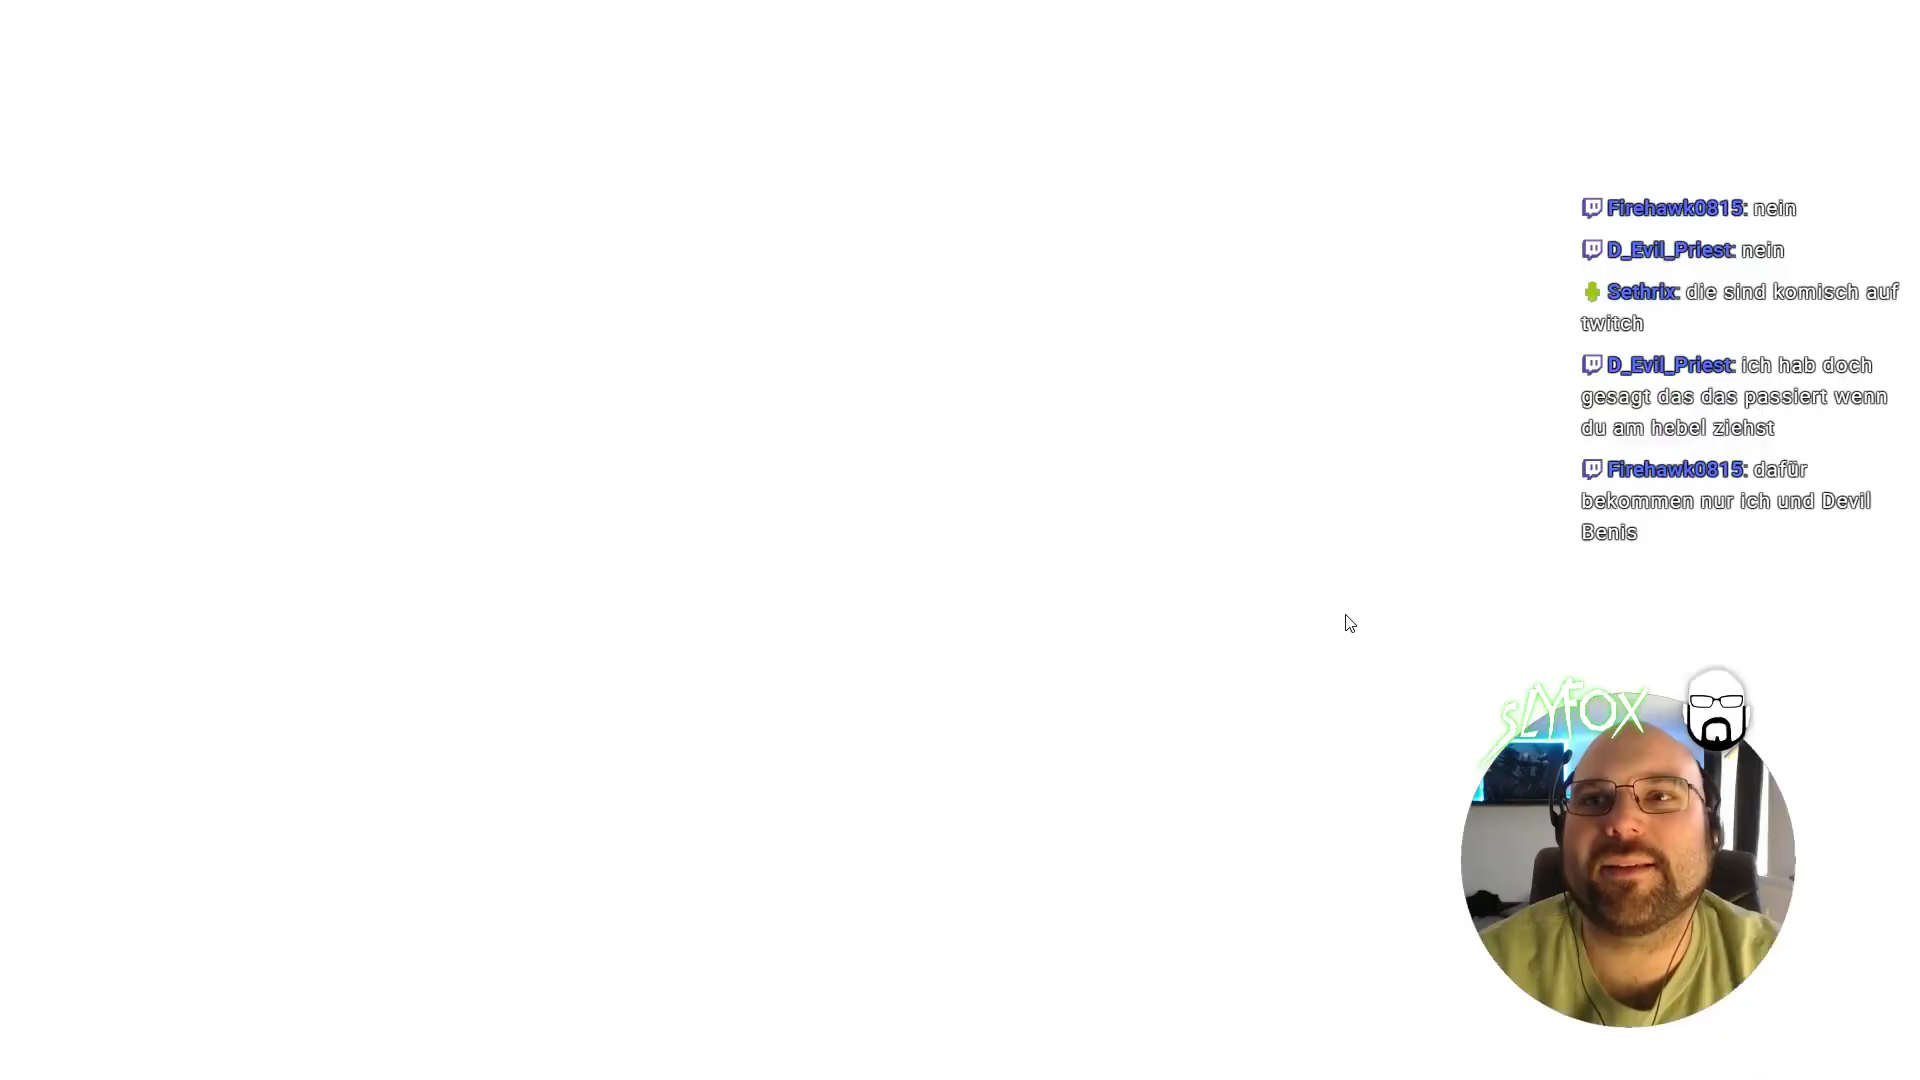 Firehawk0815: nein
D_Evil_Priest: nein
Sethrix: die sind komisch auf
twitch
D_Evil_Priest: ich hab doch
gesagt das das passiert wenn
du am hebel ziehst
Firehawk0815: dafür
bekommen nur ich und Devil
Benis
SLYFOX